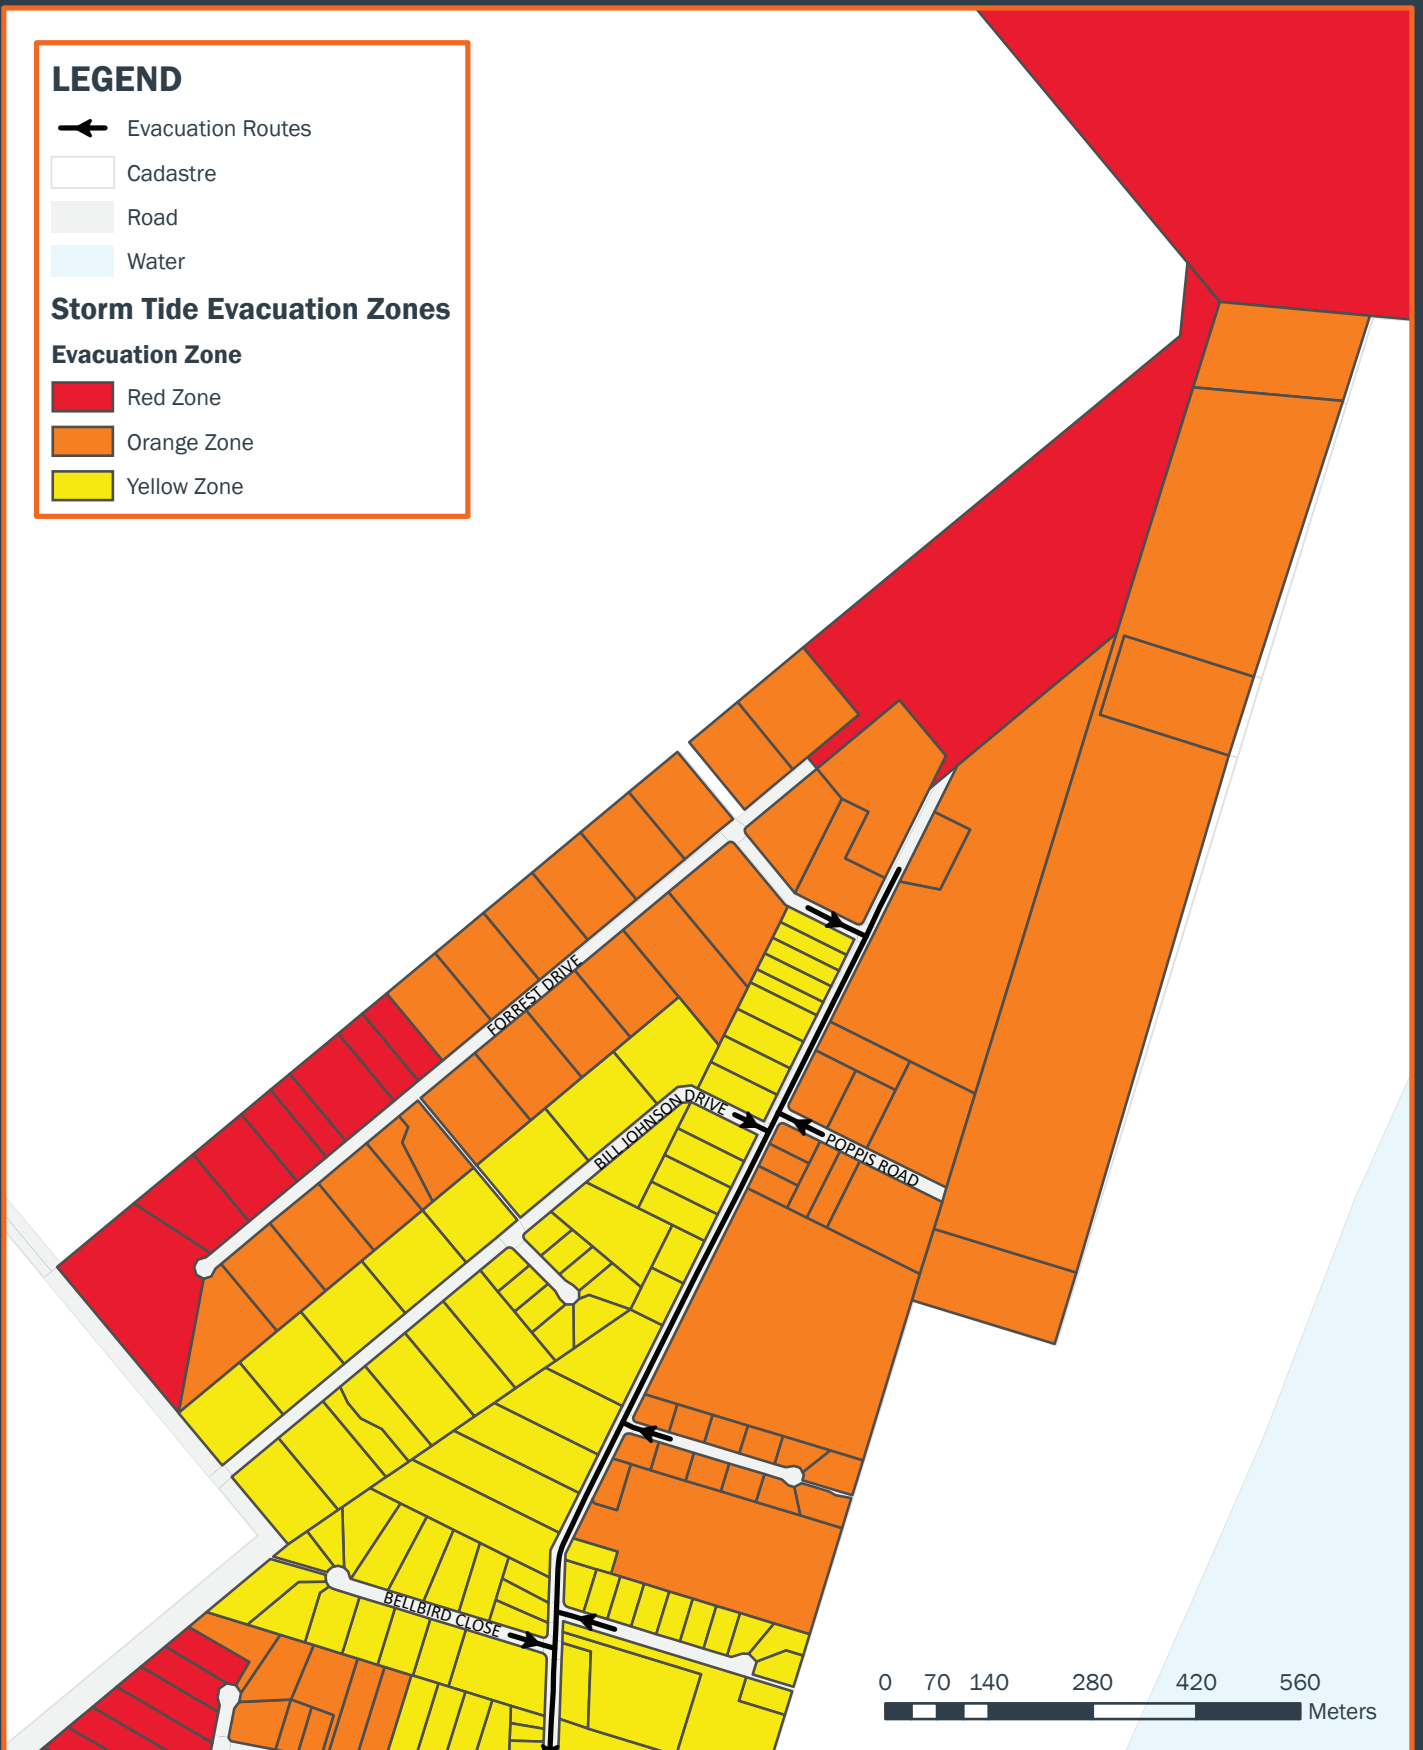 LEGEND
Evacuation Routes
Cadastre
Road
Water
Storm Tide Evacuation Zones
Evacuation Zone
Red Zone
Orange Zone
Yellow Zone
FORREST DRIVE
BILL JOHNSON DRIVE
POPPIS ROAD
BELLBIRD CLOSE
0 70 140 280 420 560
Meters